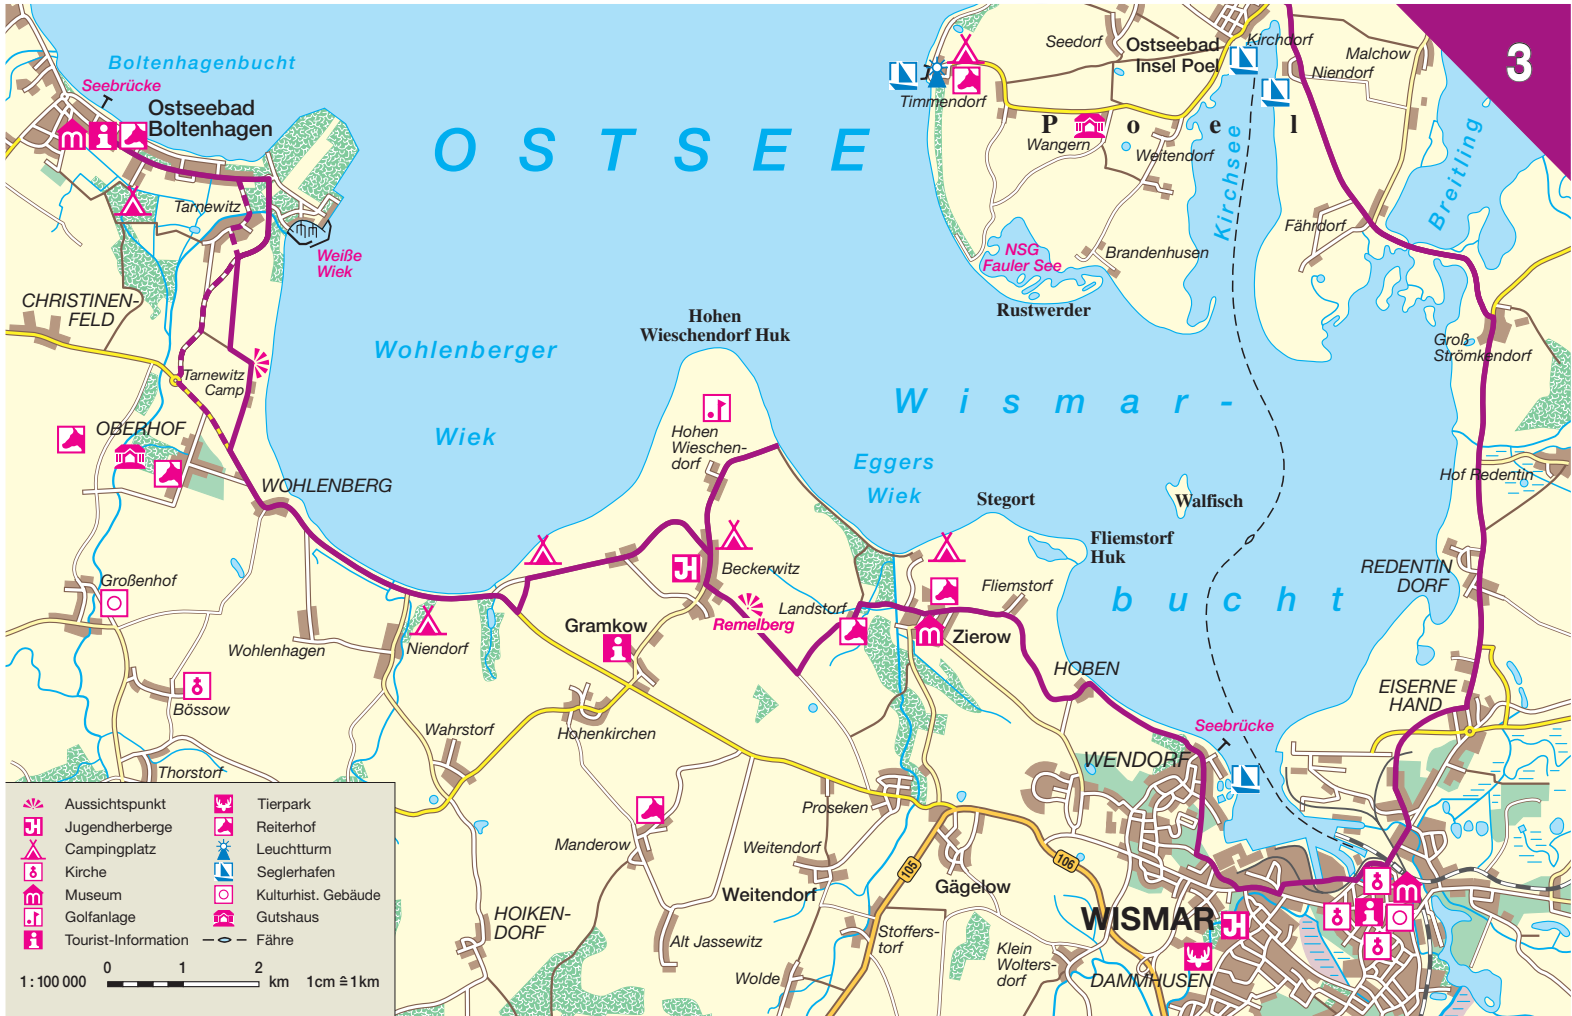 3
Boltenhagenbucht
Seebrücke
Ostseebad
Boltenhagen
OSTSEE
Tarnewitz
Weiße
Wiek
CHRISTINEN-
FELD
Tarnewitz
Camp
OBERHOF
WOHLENBERG
Wohlenberger
Wiek
Hohen
Wieschendorf Huk
Hohen
Wieschen-
dorf
Seedorf
Ostseebad
Insel Poel
Kirchdorf
Malchow
Niendorf
Timmendorf
Poel
Wangern
Weitendorf
Kirchsee
Breitling
Fährdorf
Brandenhusen
NSG
Fauler See
Rustwerder
Groß
Strömkendorf
Wismar-
bucht
Eggers
Wiek
Stegort
Walfisch
Fliemstorf
Huk
Hof Redentin
REDENTIN
DORF
Großenhof
Wohlenhagen
Niendorf
Bössow
Gramkow
Beckerwitz
Remelberg
Landstorf
Fliemstorf
Zierow
HOBEN
EISERNE
HAND
Seebrücke
WENDORF
Wahrstorf
Hohenkirchen
Thorstorf
Proseken
Manderow
Weitendorf
Weitendorf
105
106
Gägelow
WISMAR
HOIKEN-
DORF
Alt Jassewitz
Wolde
Stoffers-
torf
Klein
Wolters-
dorf
DAMMHUSEN
Aussichtspunkt
Jugendherberge
Campingplatz
Kirche
Museum
Golfanlage
Tourist-Information
Tierpark
Reiterhof
Leuchtturm
Seglerhafen
Kulturhist. Gebäude
Gutshaus
Fähre
1 : 100 000 0 1 2 km 1cm ≙ 1km